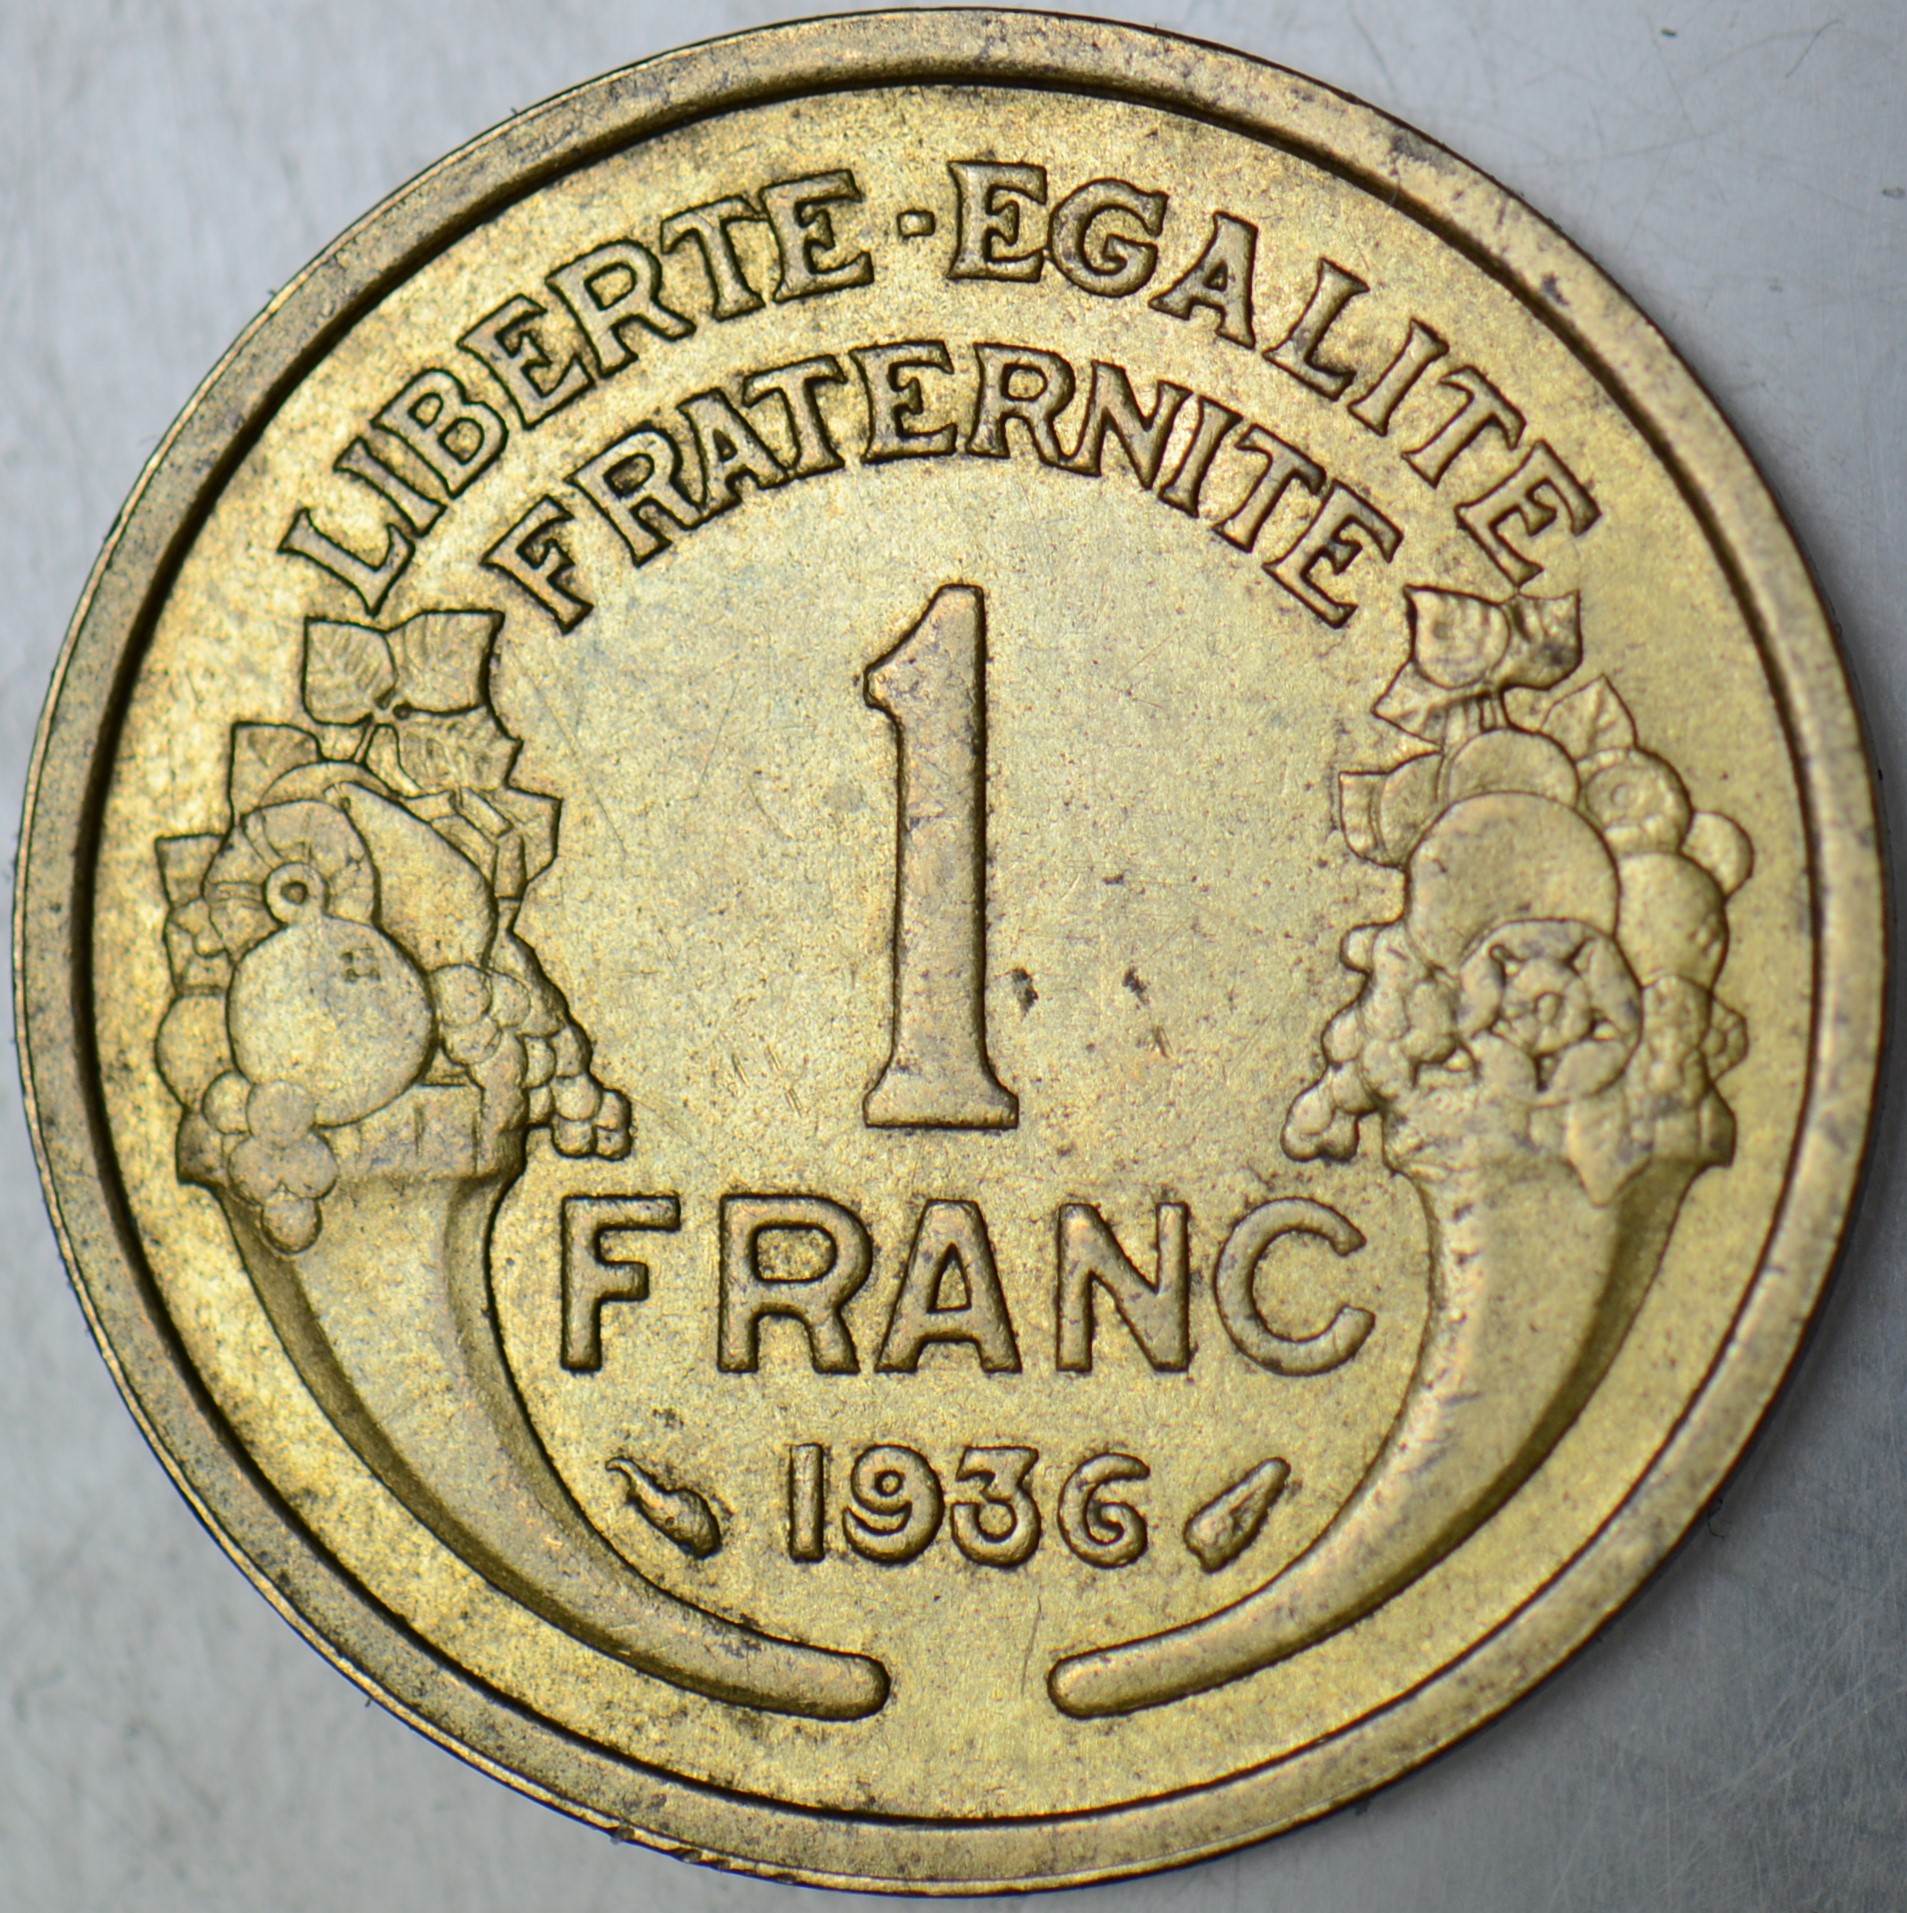 LIBERTE·EGALITE
FRATERNITE
1
FRANC
1936